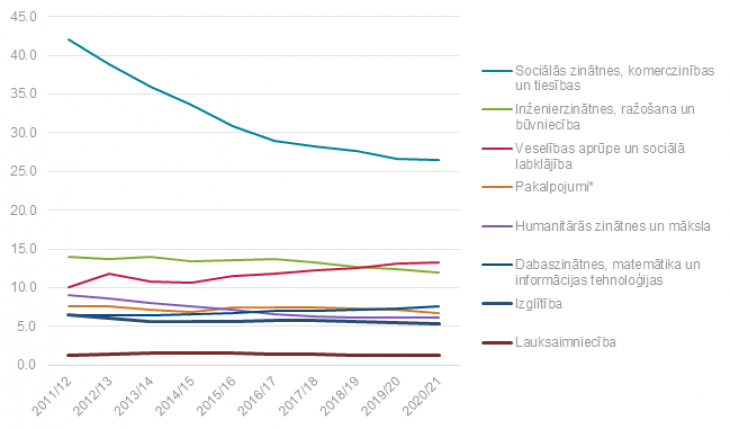 45.0
40.0
35.0
30.0
25.0
20.0
15.0
10.0
5.0
0.0
2011/12
2012/13
2013/14
2014/15
2015/16
2016/17
2017/18
2018/19
2019/20
2020/21
Sociālās zinātnes, komerczinības
un tiesības
Inženierzinātnes, ražošana un
būvniecība
Veselības aprūpe un sociālā
labklājība
Pakalpojumi*
Humanitārās zinātnes un māksla
Dabaszinātnes, matemātika un
informācijas tehnoloģijas
Izglītība
Lauksaimniecība